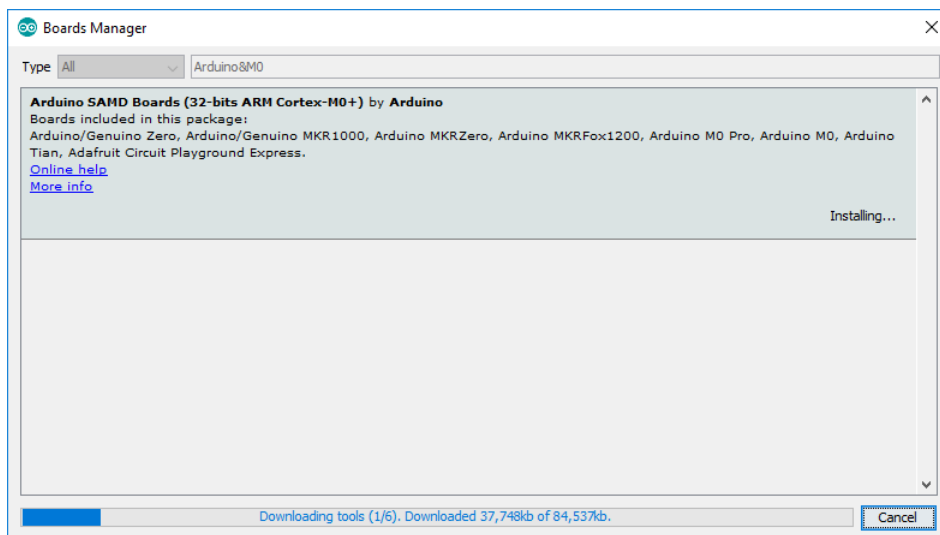 Boards Manager
Type All Arduino&M0
Arduino SAMD Boards (32-bits ARM Cortex-M0+) by Arduino
Boards included in this package:
Arduino/Genuino Zero, Arduino/Genuino MKR1000, Arduino MKRZero, Arduino MKRFox1200, Arduino M0 Pro, Arduino M0, Arduino
Tian, Adafruit Circuit Playground Express.
Online help
More info
Installing...
Downloading tools (1/6). Downloaded 37,748kb of 84,537kb.
Cancel